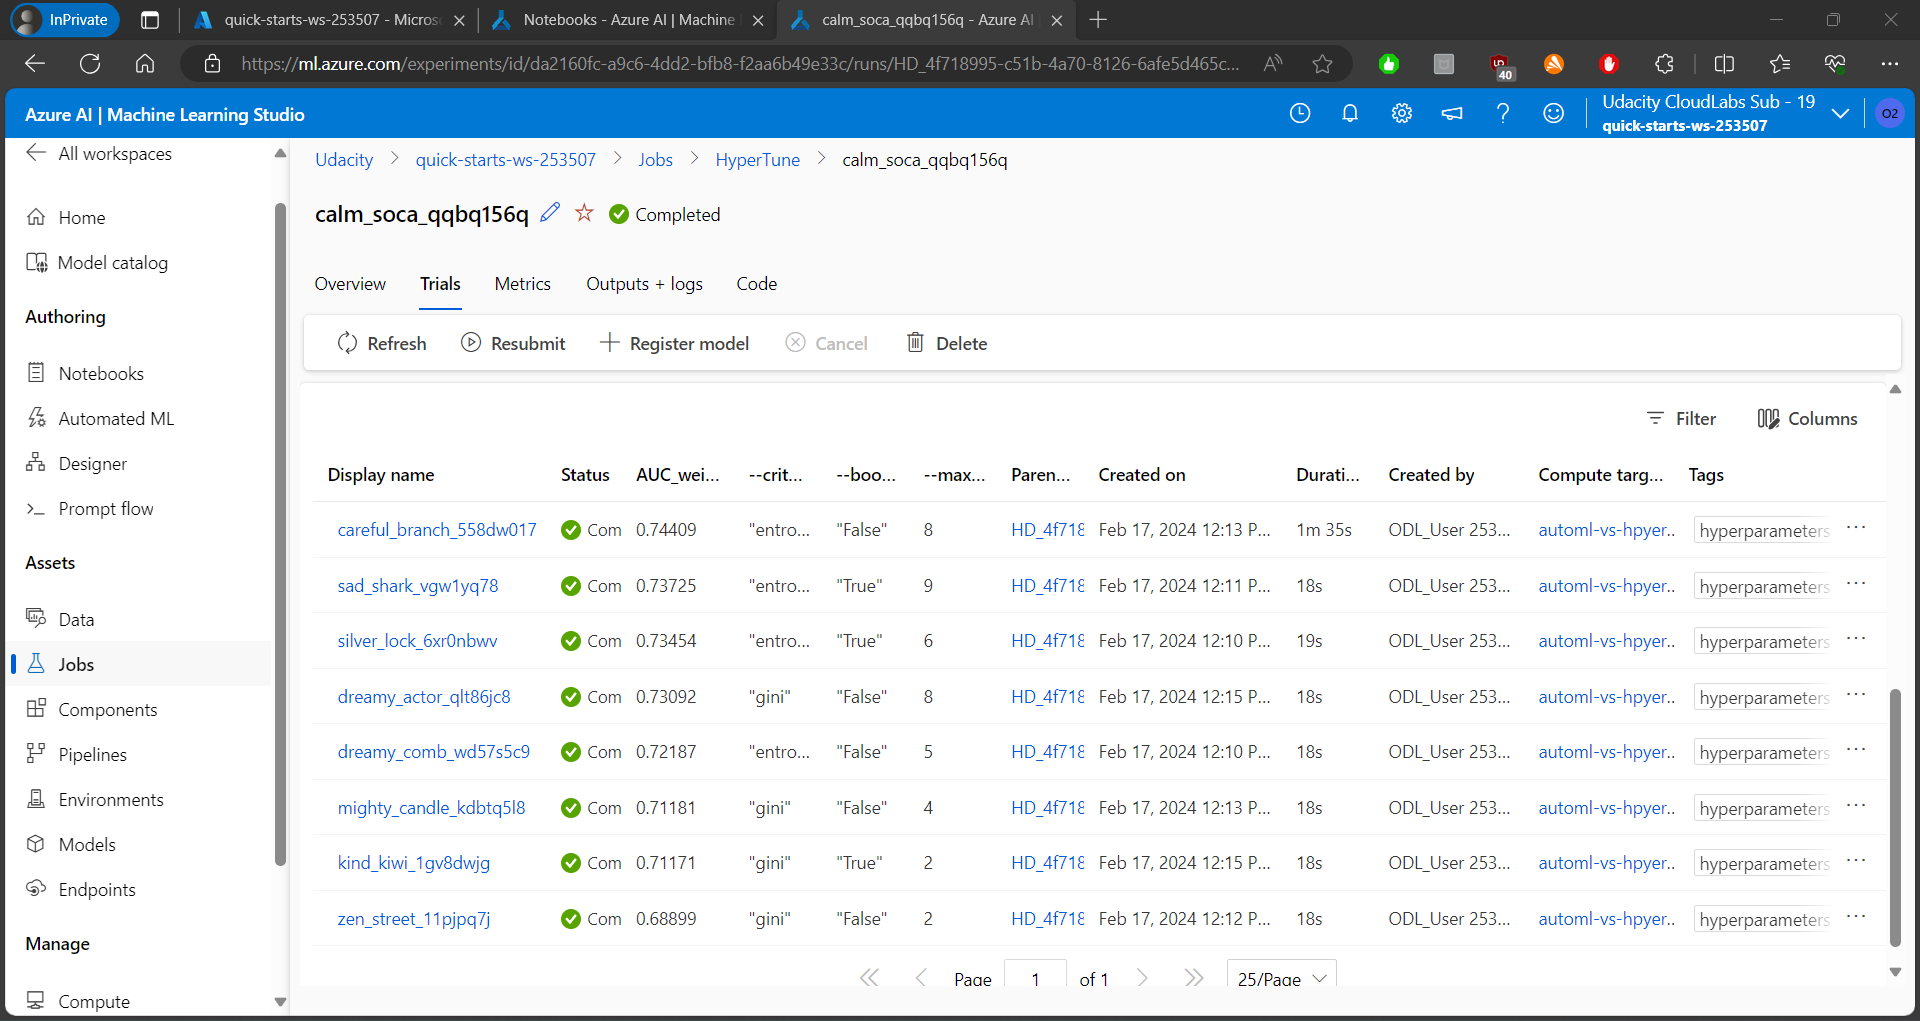 InPrivate
quick-starts-ws-253507 - Micros
Notebooks - Azure AI | Machine
calm_soca_qqbq156q - Azure AI
https://ml.azure.com/experiments/id/da2160fc-a9c6-4dd2-bfb8-f2aa6b49e33c/runs/HD_4f718995-c51b-4a70-8126-6afe5d465c...
40
Azure AI | Machine Learning Studio
Udacity CloudLabs Sub - 19
quick-starts-ws-253507
O2
All workspaces
Home
Model catalog
Authoring
Notebooks
Automated ML
Designer
Prompt flow
Assets
Data
Jobs
Components
Pipelines
Environments
Models
Endpoints
Manage
Compute
Udacity > quick-starts-ws-253507 > Jobs > HyperTune > calm_soca_qqbq156q
calm_soca_qqbq156q Completed
Overview Trials Metrics Outputs + logs Code
Refresh Resubmit Register model Cancel Delete
Filter Columns
Display name Status AUC_wei... --crit... --boo... --max... Paren... Created on Durati... Created by Compute targ... Tags
careful_branch_558dw017 Com 0.74409 "entro... "False" 8 HD_4f718 Feb 17, 2024 12:13 P... 1m 35s ODL_User 253... automl-vs-hpyer.. hyperparameters ...
sad_shark_vgw1yq78 Com 0.73725 "entro... "True" 9 HD_4f718 Feb 17, 2024 12:11 P... 18s ODL_User 253... automl-vs-hpyer.. hyperparameters ...
silver_lock_6xr0nbwv Com 0.73454 "entro... "True" 6 HD_4f718 Feb 17, 2024 12:10 P... 19s ODL_User 253... automl-vs-hpyer.. hyperparameters ...
dreamy_actor_qlt86jc8 Com 0.73092 "gini" "False" 8 HD_4f718 Feb 17, 2024 12:15 P... 18s ODL_User 253... automl-vs-hpyer.. hyperparameters ...
dreamy_comb_wd57s5c9 Com 0.72187 "entro... "False" 5 HD_4f718 Feb 17, 2024 12:10 P... 18s ODL_User 253... automl-vs-hpyer.. hyperparameters ...
mighty_candle_kdbtq5l8 Com 0.71181 "gini" "False" 4 HD_4f718 Feb 17, 2024 12:13 P... 18s ODL_User 253... automl-vs-hpyer.. hyperparameters ...
kind_kiwi_1gv8dwjg Com 0.71171 "gini" "True" 2 HD_4f718 Feb 17, 2024 12:15 P... 18s ODL_User 253... automl-vs-hpyer.. hyperparameters ...
zen_street_11pjpq7j Com 0.68899 "gini" "False" 2 HD_4f718 Feb 17, 2024 12:12 P... 18s ODL_User 253... automl-vs-hpyer.. hyperparameters ...
Page 1 of 1 25/Page